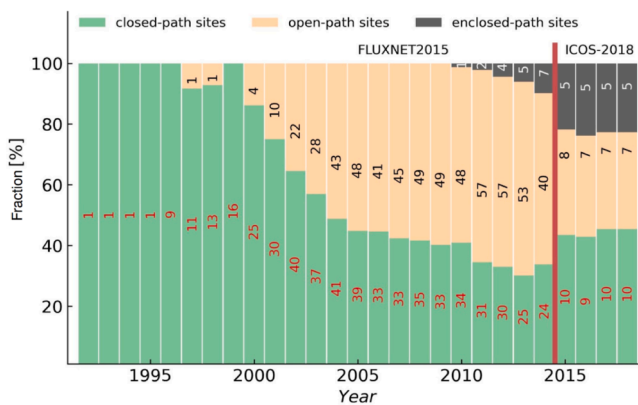 closed-path sites open-path sites enclosed-path sites
FLUXNET2015 ICOS-2018
Fraction [%]
100
80
60
40
20
1 2 4 5 7 5 5 5 5
1 1 4 10 22 28 43 48 41 45 49 49 48 57 57 53 40 8 7 7 7
1 1 1 1 9 11 13 16 25 30 40 37 41 39 33 33 35 33 34 31 30 25 24 10 9 10 10
1995 2000 2005 2010 2015
Year